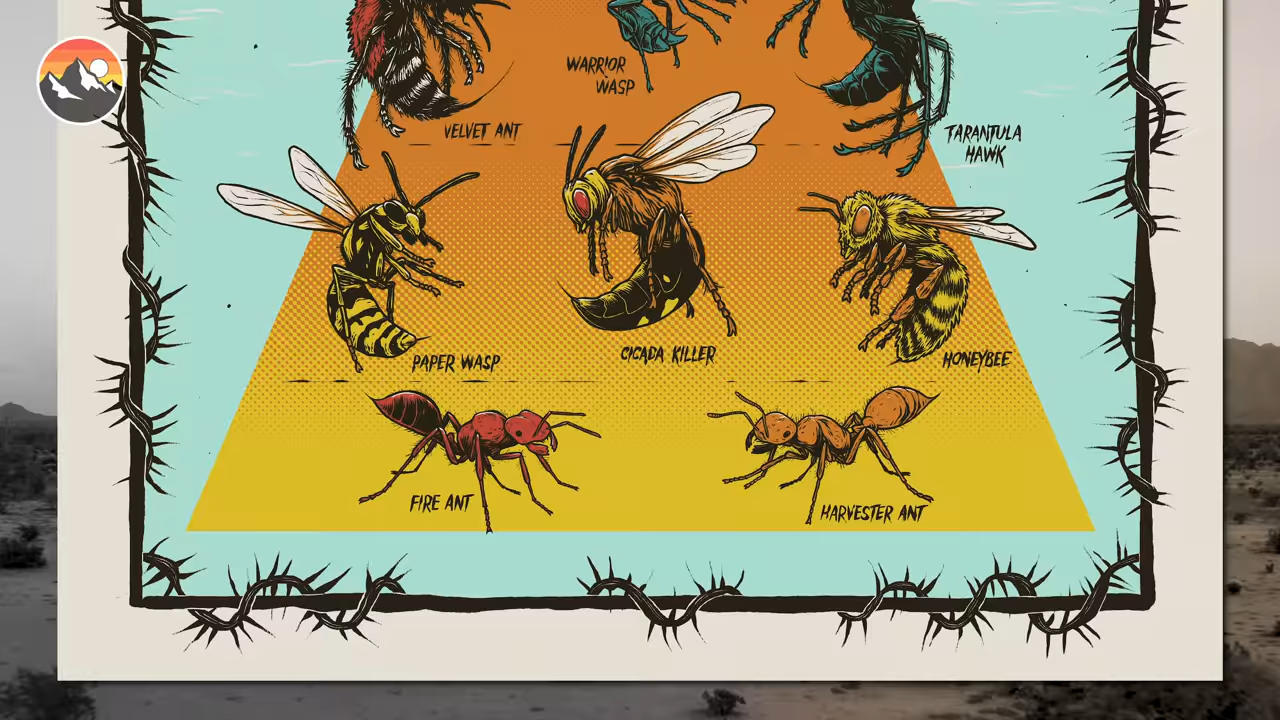 WARRIOR
WASP
VELVET ANT
TARANTULA
HAWK
PAPER WASP
CICADA KILLER
HONEYBEE
FIRE ANT
HARVESTER ANT